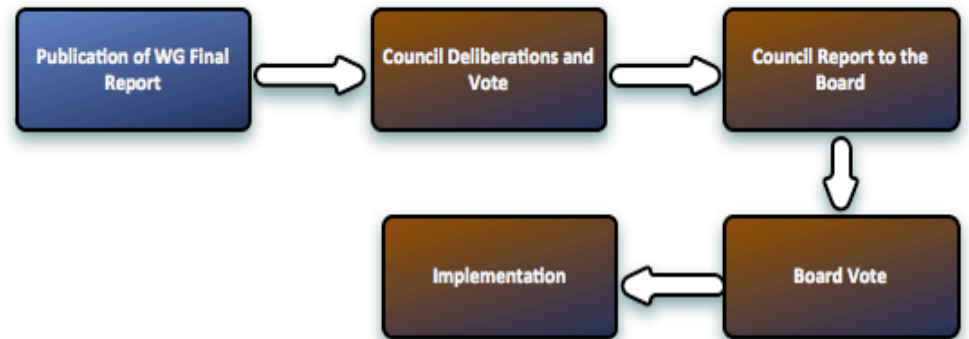 Publication of WG Final
Report
Council Deliberations and
Vote
Council Report to the
Board
Board Vote
Implementation